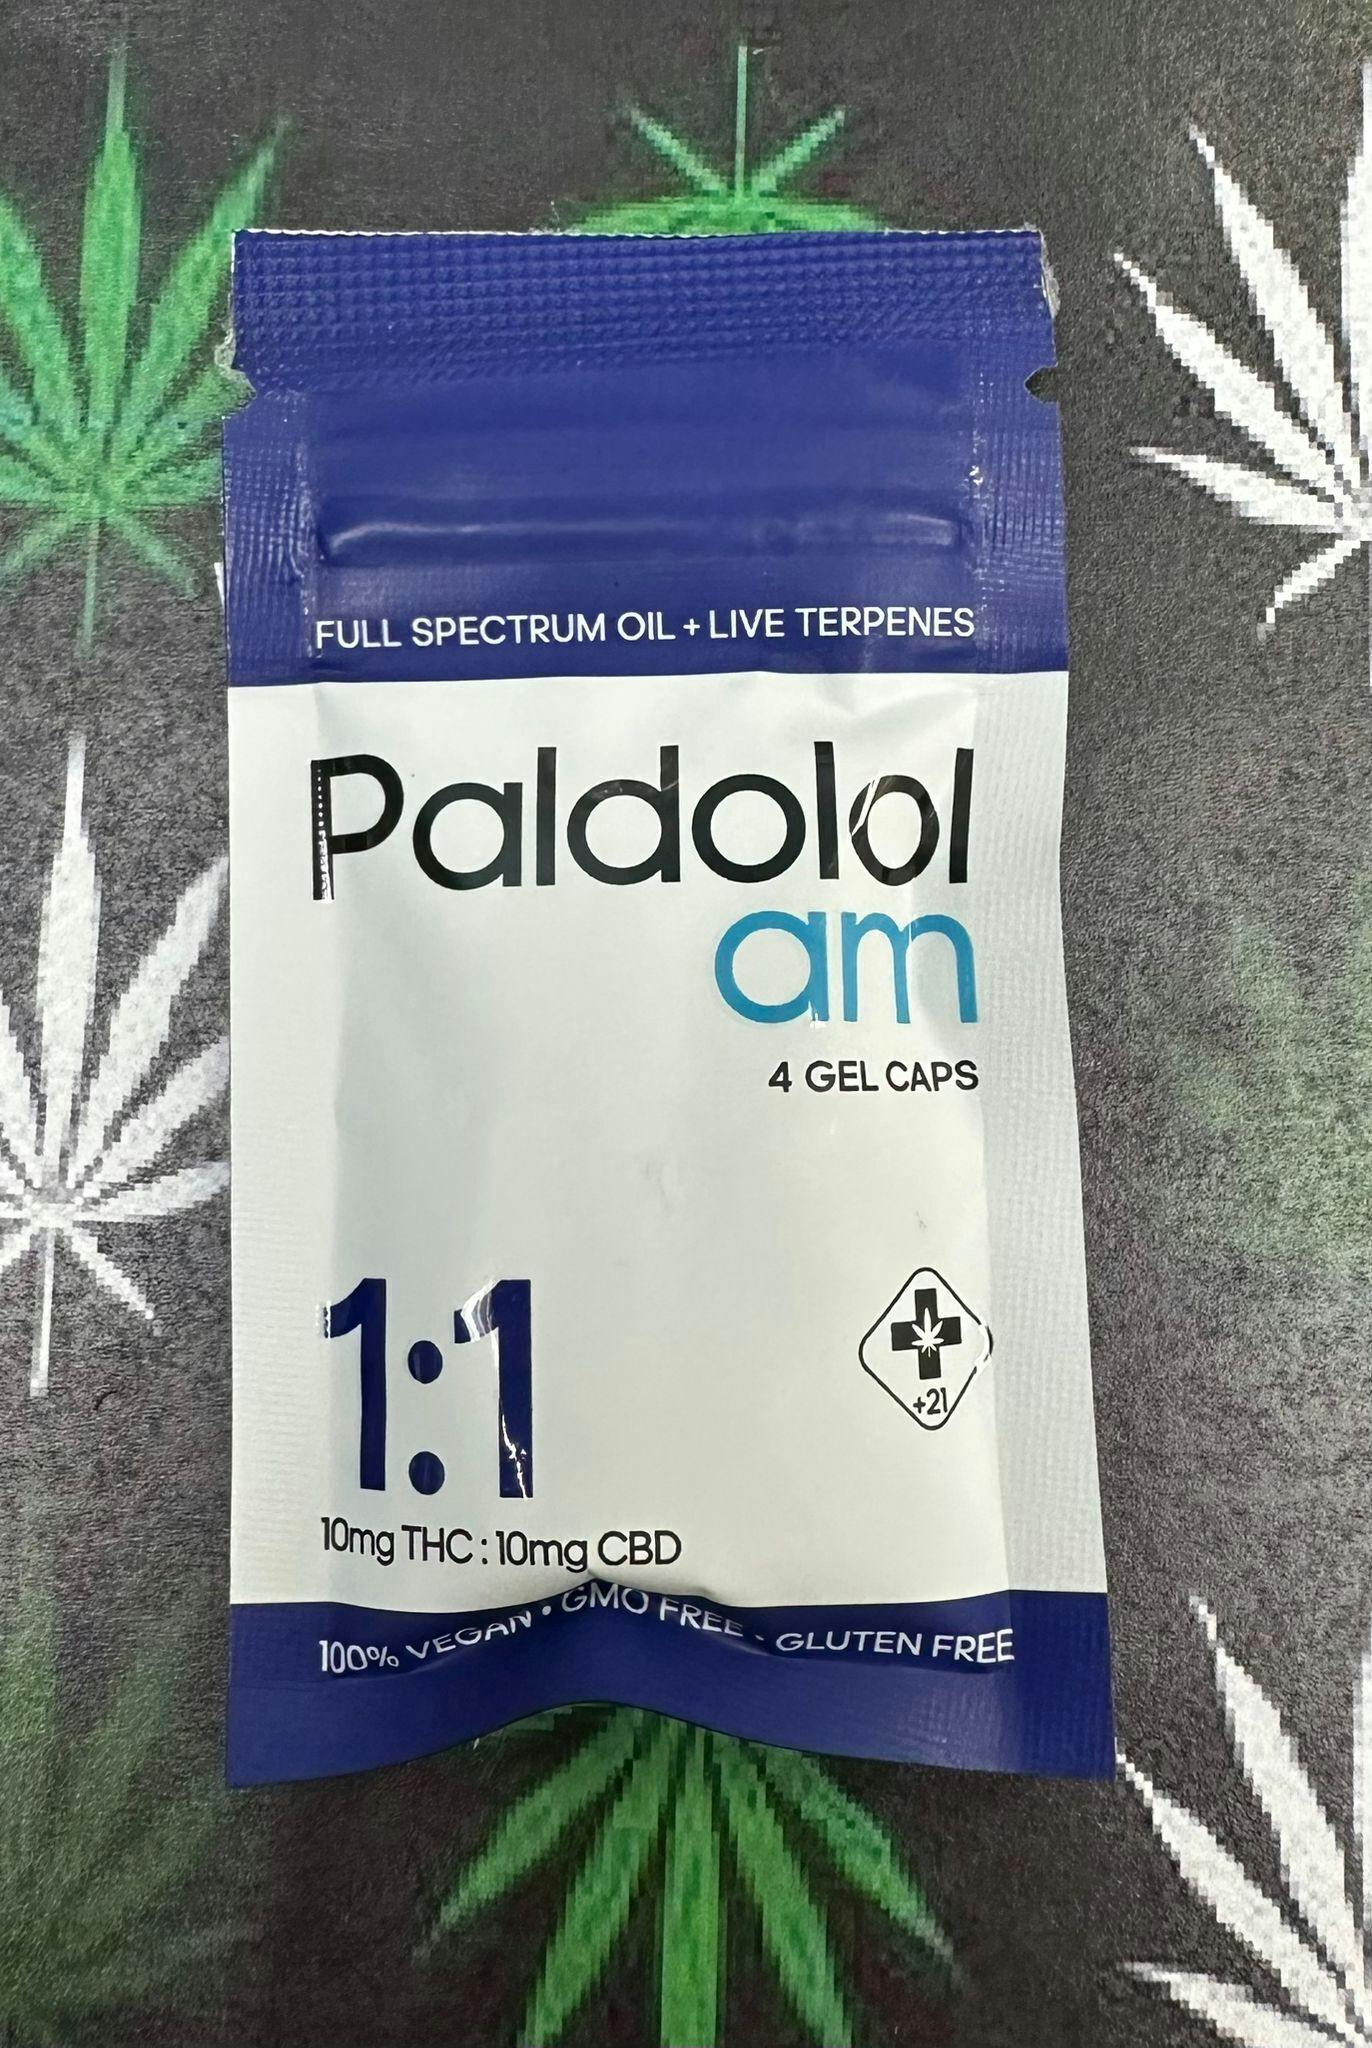 FULL SPECTRUM OIL + LIVE TERPENES
Paldolol
am
4 GEL CAPS
1:1
+21
10mg THC : 10mg CBD
100% VEGAN • GMO FREE • GLUTEN FREE